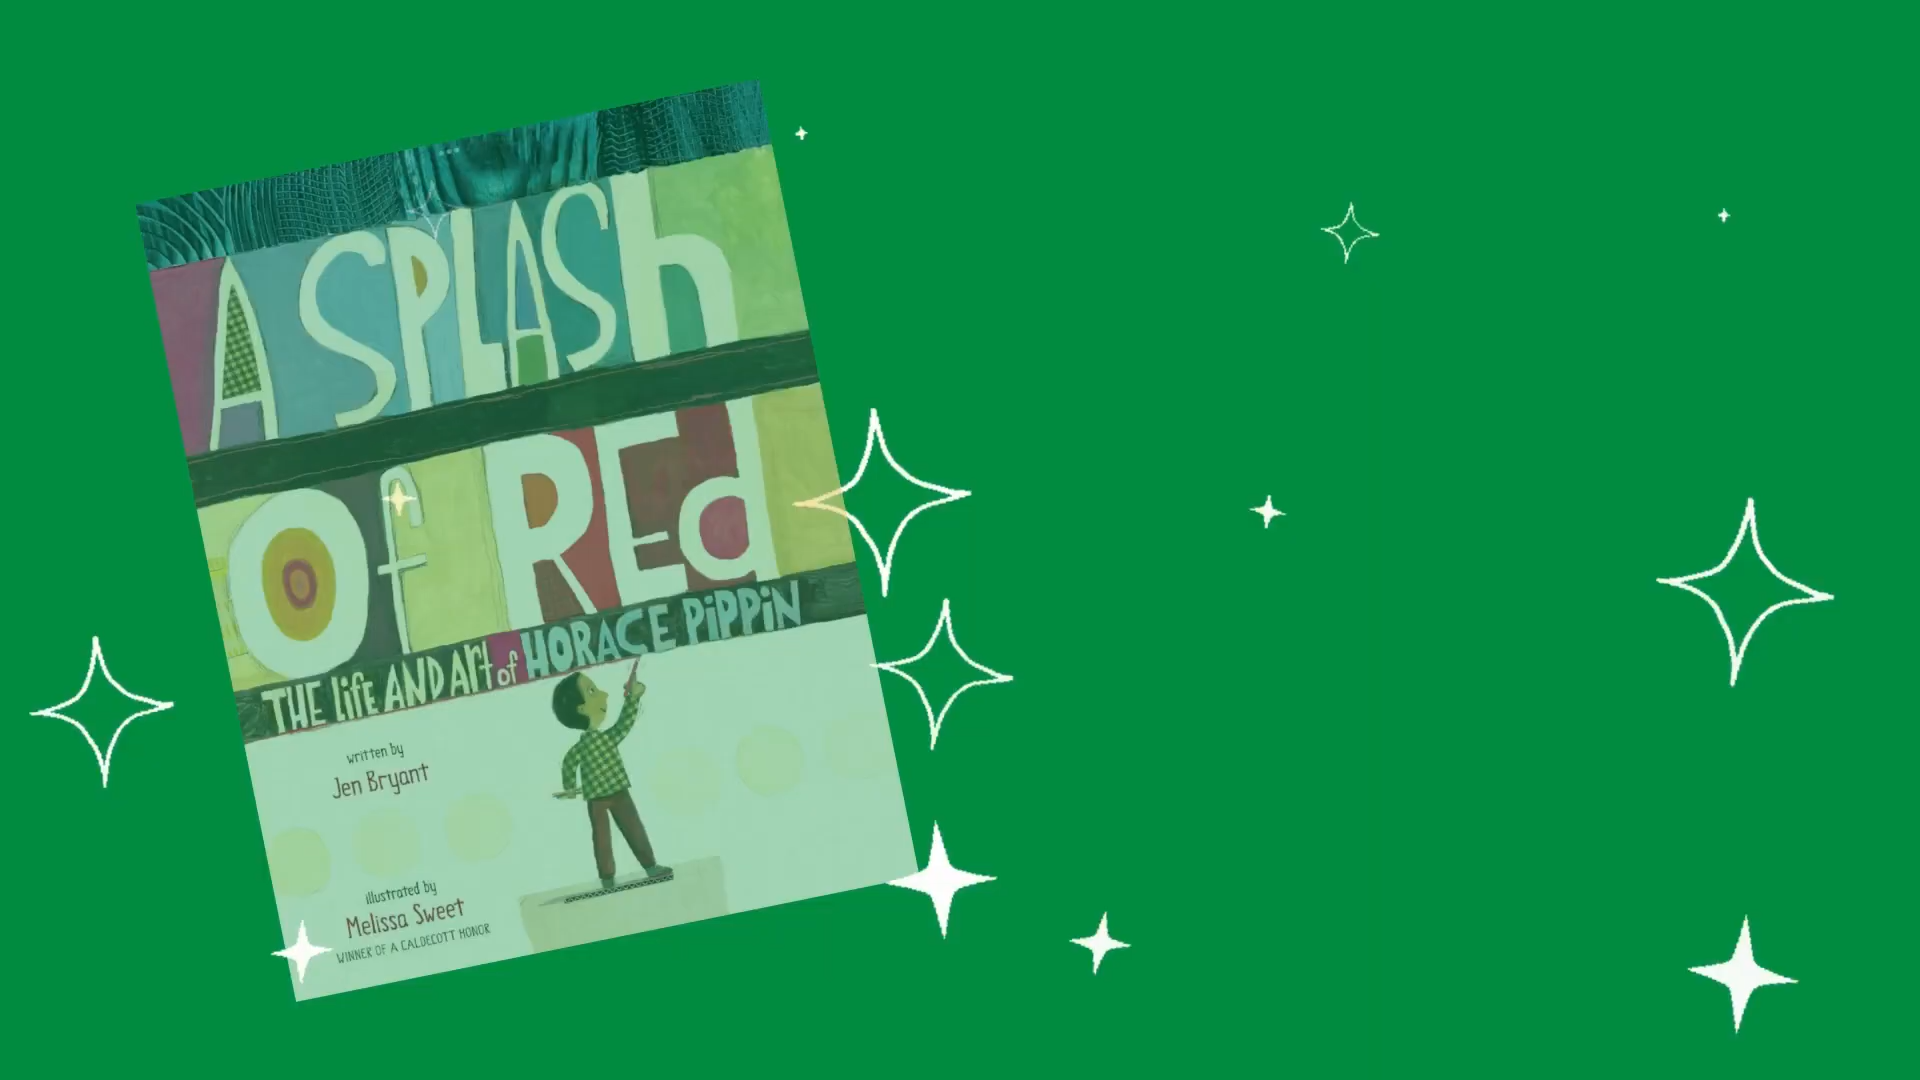 A SPLASh
Of REd
THE life AND Art of HORACE PiPPiN
written by
Jen Bryant
illustrated by
Melissa Sweet
WINNER OF A CALDECOTT HONOR